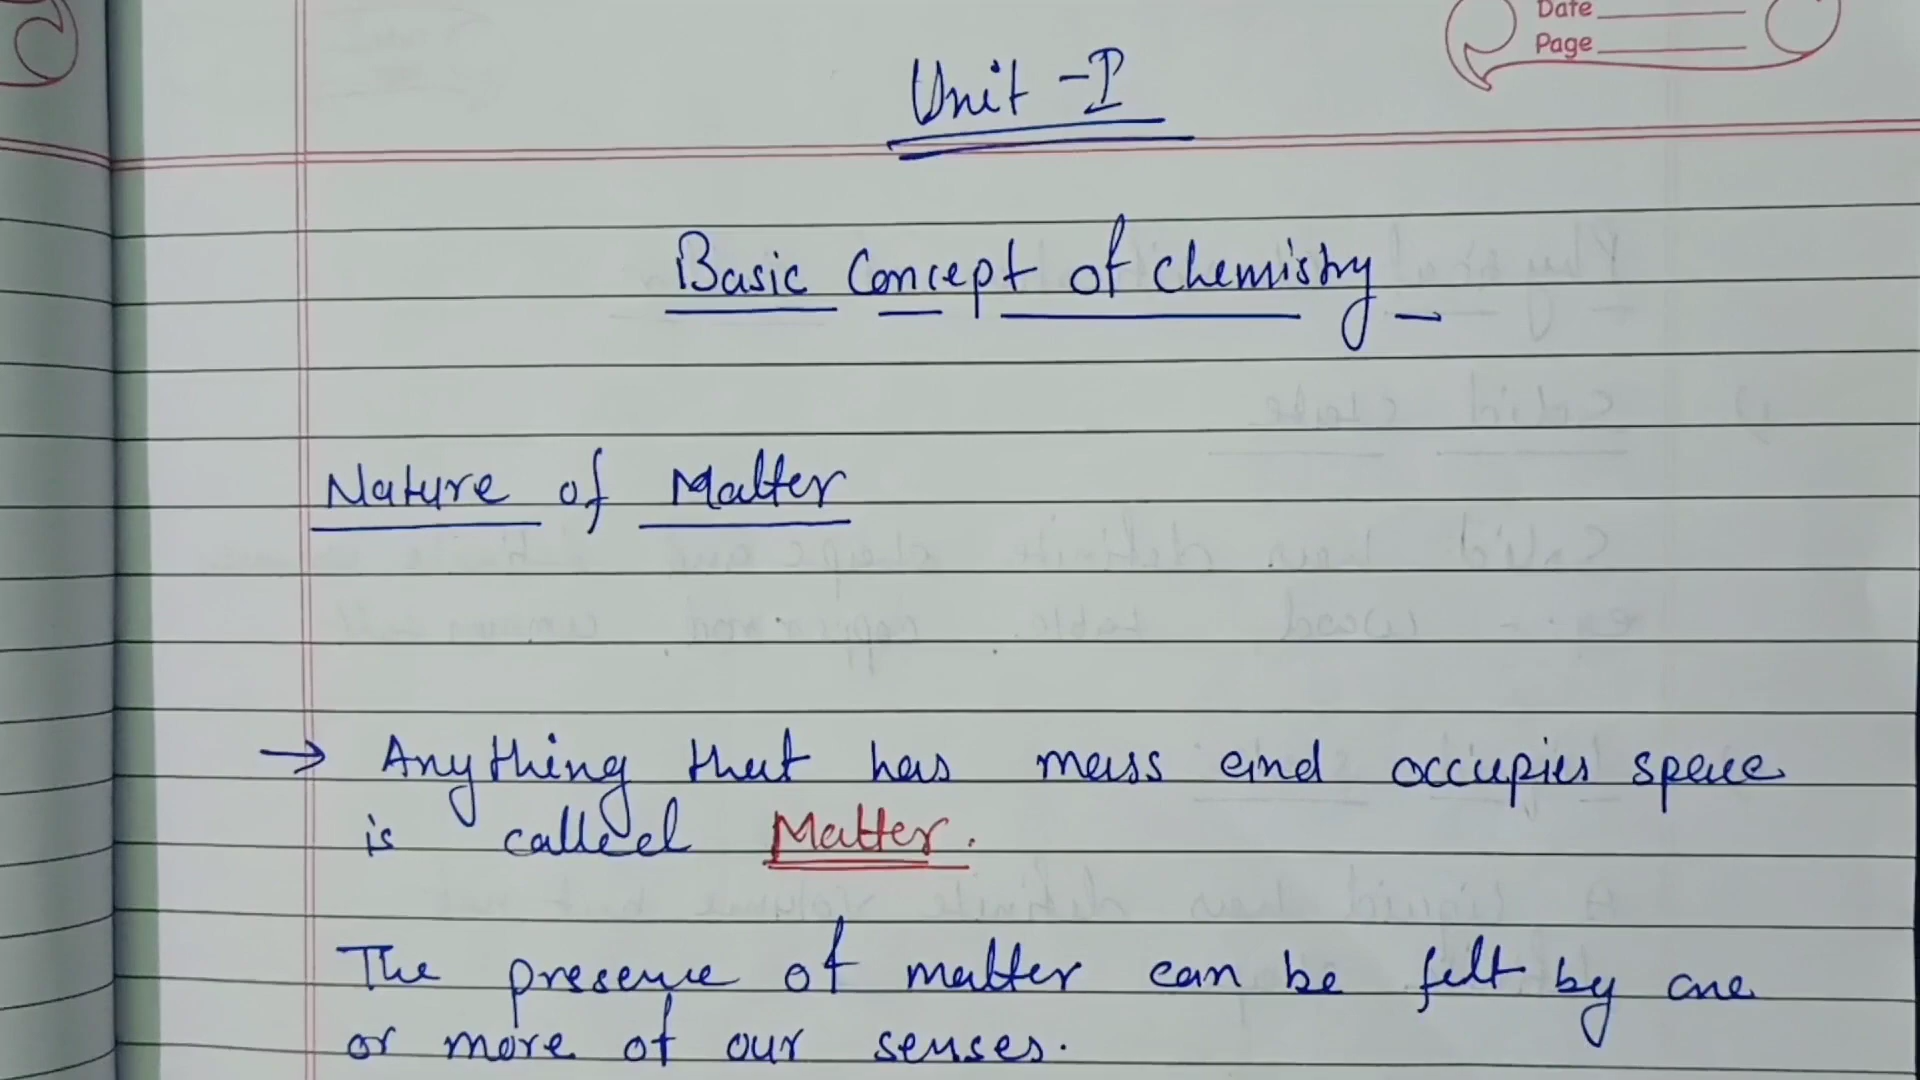 Date
Page
Unit - I
Basic Concept of Chemistry
Nature of Matter
→ Anything that has mass and occupies space
is called Matter.
The presence of matter can be felt by one
or more of our senses.